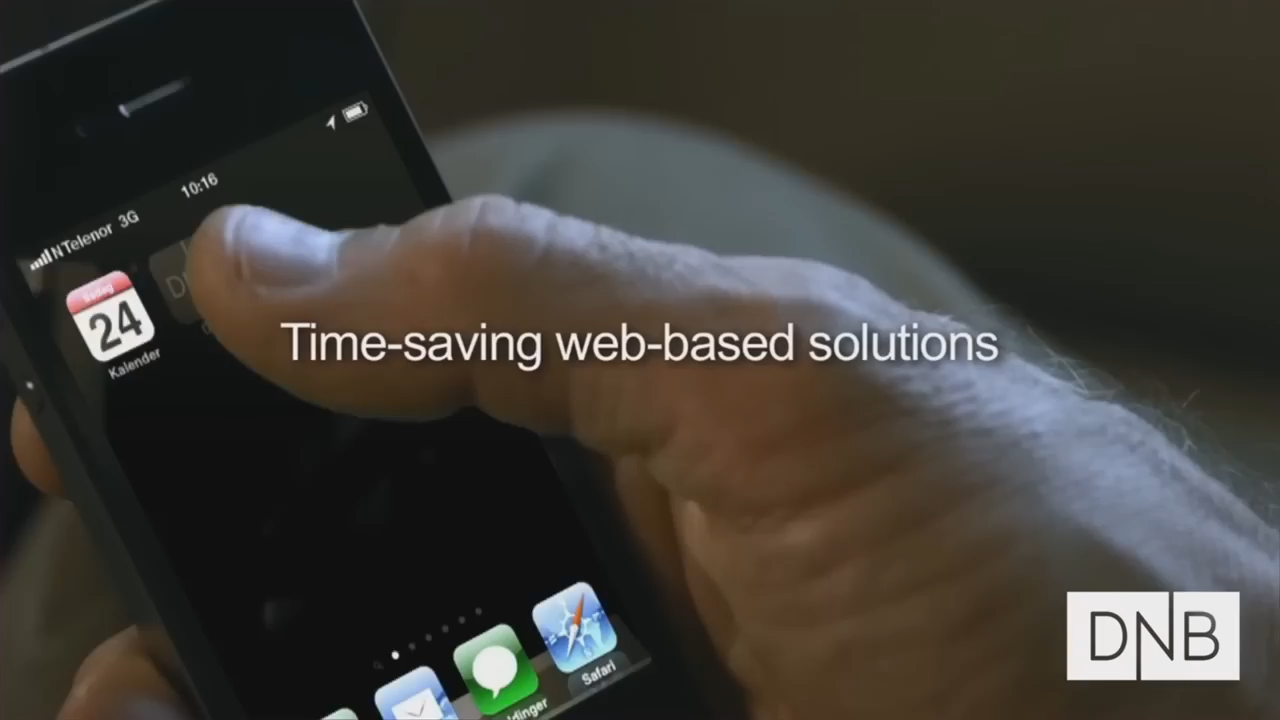 10:16
N Telenor 3G
24
Kalender
Time-saving web-based solutions
Safari
DNB